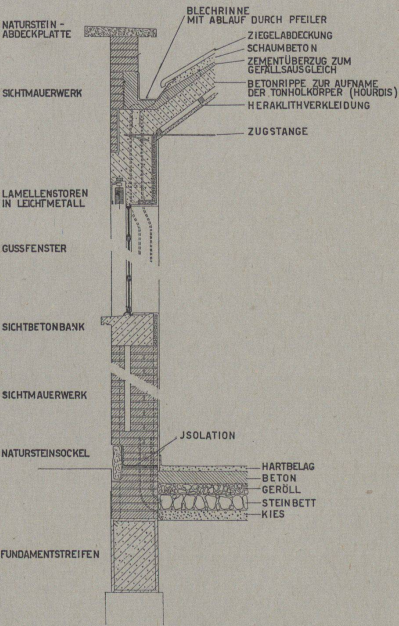 BLECHRINNE
MIT ABLAUF DURCH PFEILER
NATURSTEIN-
ABDECKPLATTE
ZIEGELABDECKUNG
SCHAUMBETON
ZEMENTÜBERZUG ZUM
GEFÄLLSAUSGLEICH
SICHTMAUERWERK
BETONRIPPE ZUR AUFNAME
DER TONHOLKÖRPER (HOURDIS)
HERAKLITHVERKLEIDUNG
ZUGSTANGE
LAMELLENSTOREN
IN LEICHTMETALL
GUSSFENSTER
SICHTBETONBANK
SICHTMAUERWERK
JSOLATION
NATURSTEINSOCKEL
HARTBELAG
BETON
GERÖLL
STEINBETT
KIES
FUNDAMENTSTREIFEN